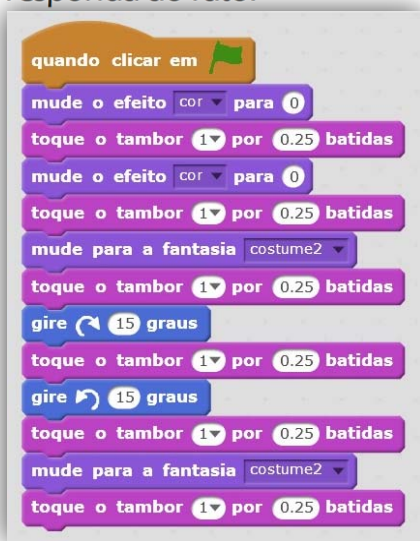 quando clicar em
mude o efeito cor para 0
toque o tambor 1 por 0.25 batidas
mude o efeito cor para 0
toque o tambor 1 por 0.25 batidas
mude para a fantasia costume2
toque o tambor 1 por 0.25 batidas
gire 15 graus
toque o tambor 1 por 0.25 batidas
gire 15 graus
toque o tambor 1 por 0.25 batidas
mude para a fantasia costume2
toque o tambor 1 por 0.25 batidas